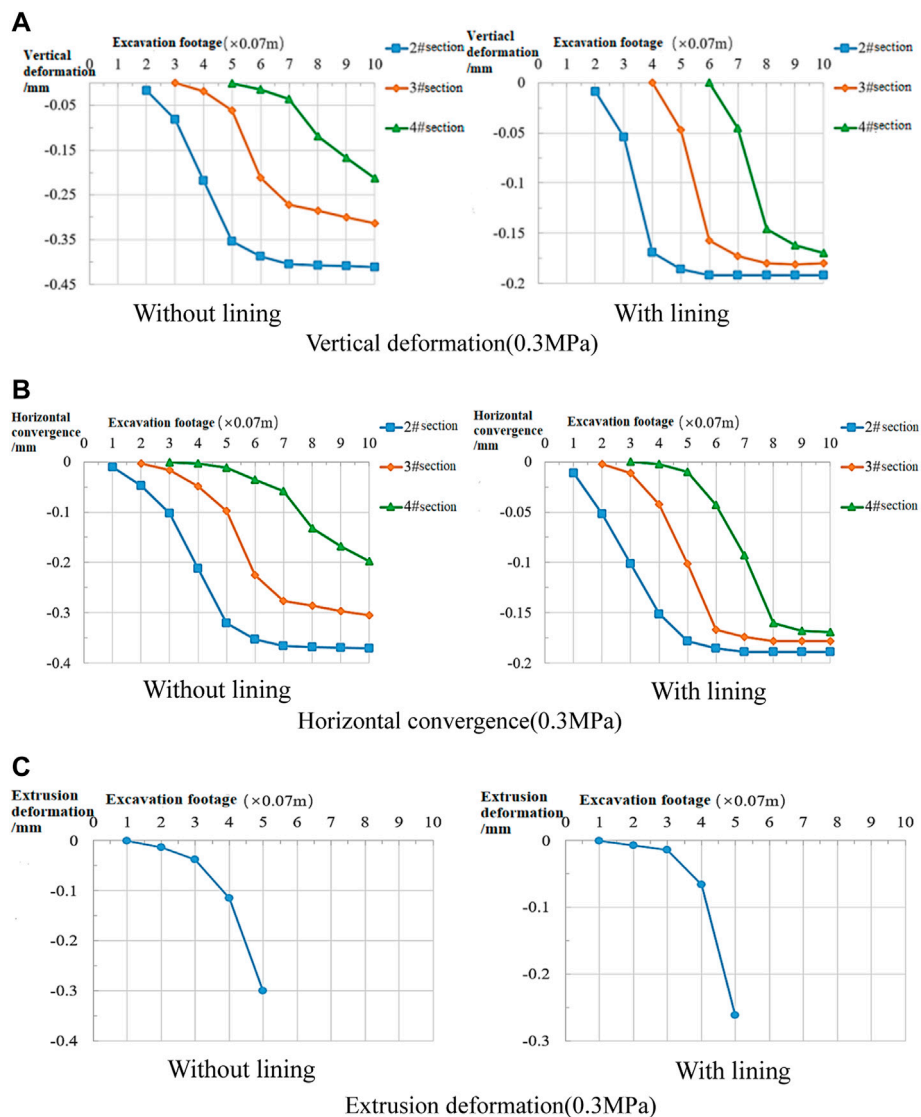 A
Vertical
deformation
/mm
Excavation footage(×0.07m)
0 1 2 3 4 5 6 7 8 9 10
-0.05
-0.15
-0.25
-0.35
-0.45
2#section
3#section
4#section
Without lining
Vertiacl
deformation
/mm
Excavation footage(×0.07m)
0 1 2 3 4 5 6 7 8 9 10
0
-0.05
-0.1
-0.15
-0.2
2#section
3#section
4#section
With lining
Vertical deformation(0.3MPa)
B
Horizontal
convergence
/mm
Excavation footage(×0.07m)
0 1 2 3 4 5 6 7 8 9 10
0
-0.1
-0.2
-0.3
-0.4
2#section
3#section
4#section
Without lining
Horizontal
convergence
/mm
Excavation footage(×0.07m)
0 1 2 3 4 5 6 7 8 9 10
0
-0.05
-0.1
-0.15
-0.2
2#section
3#section
4#section
With lining
Horizontal convergence(0.3MPa)
C
Extrusion
deformation
/mm
Excavation footage (×0.07m)
0 1 2 3 4 5 6 7 8 9 10
0
-0.1
-0.2
-0.3
-0.4
Without lining
Extrusion
deformation
/mm
Excavation footage (×0.07m)
0 1 2 3 4 5 6 7 8 9 10
0
-0.1
-0.2
-0.3
With lining
Extrusion deformation(0.3MPa)